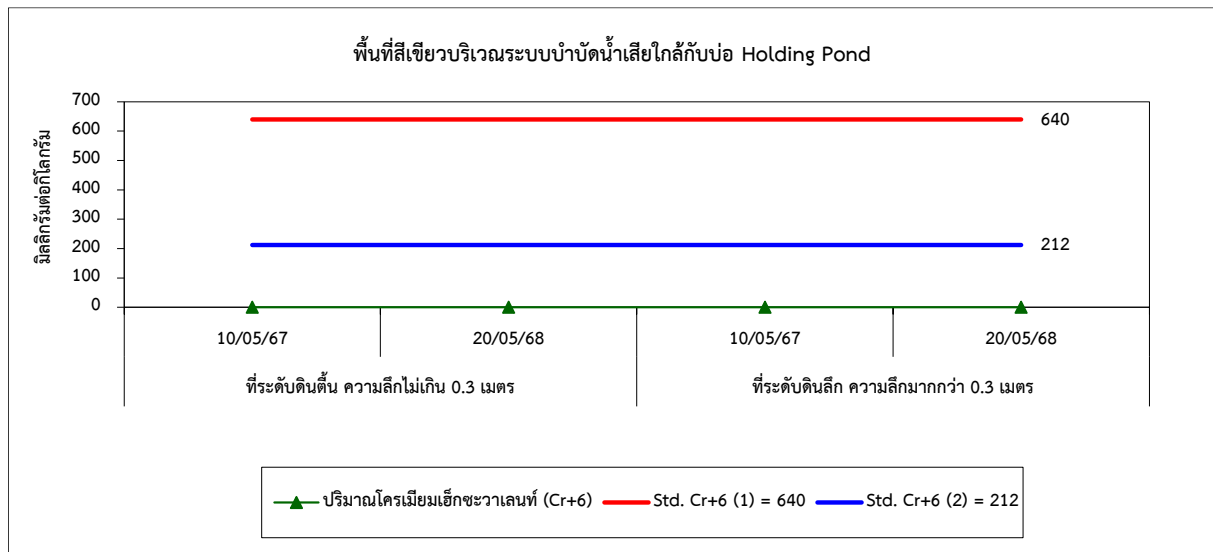 พื้นที่สีเขียวบริเวณระบบบำบัดน้ำเสียใกล้กับบ่อ Holding Pond
มิลลิกรัมต่อกิโลกรัม
700
600
500
400
300
200
100
0
640
212
10/05/67 20/05/68 10/05/67 20/05/68
ที่ระดับดินตื้น ความลึกไม่เกิน 0.3 เมตร ที่ระดับดินลึก ความลึกมากกว่า 0.3 เมตร
ปริมาณโครเมียมเฮ็กซะวาเลนท์ (Cr+6) Std. Cr+6 (1) = 640 Std. Cr+6 (2) = 212